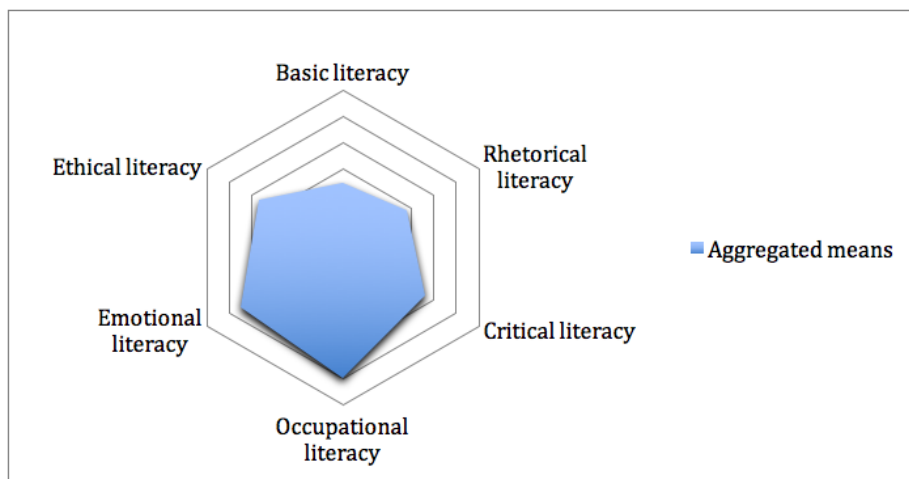 Basic literacy
Ethical literacy
Rhetorical
literacy
Aggregated means
Emotional
literacy
Critical literacy
Occupational
literacy